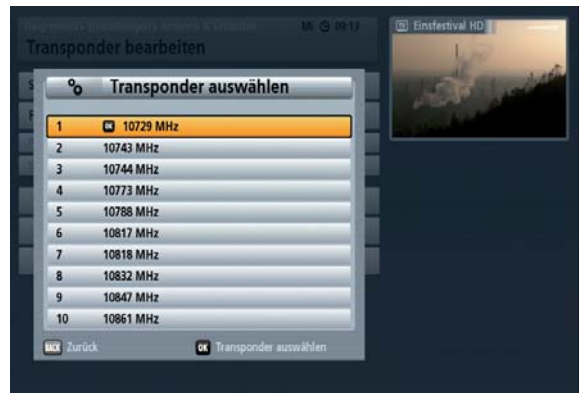 Mi 09:13
Transponder bearbeiten
TV Einsfestival HD
Transponder auswählen
1 OK 10729 MHz
2 10743 MHz
3 10744 MHz
4 10773 MHz
5 10788 MHz
6 10817 MHz
7 10818 MHz
8 10832 MHz
9 10847 MHz
10 10861 MHz
BACK Zurück OK Transponder auswählen